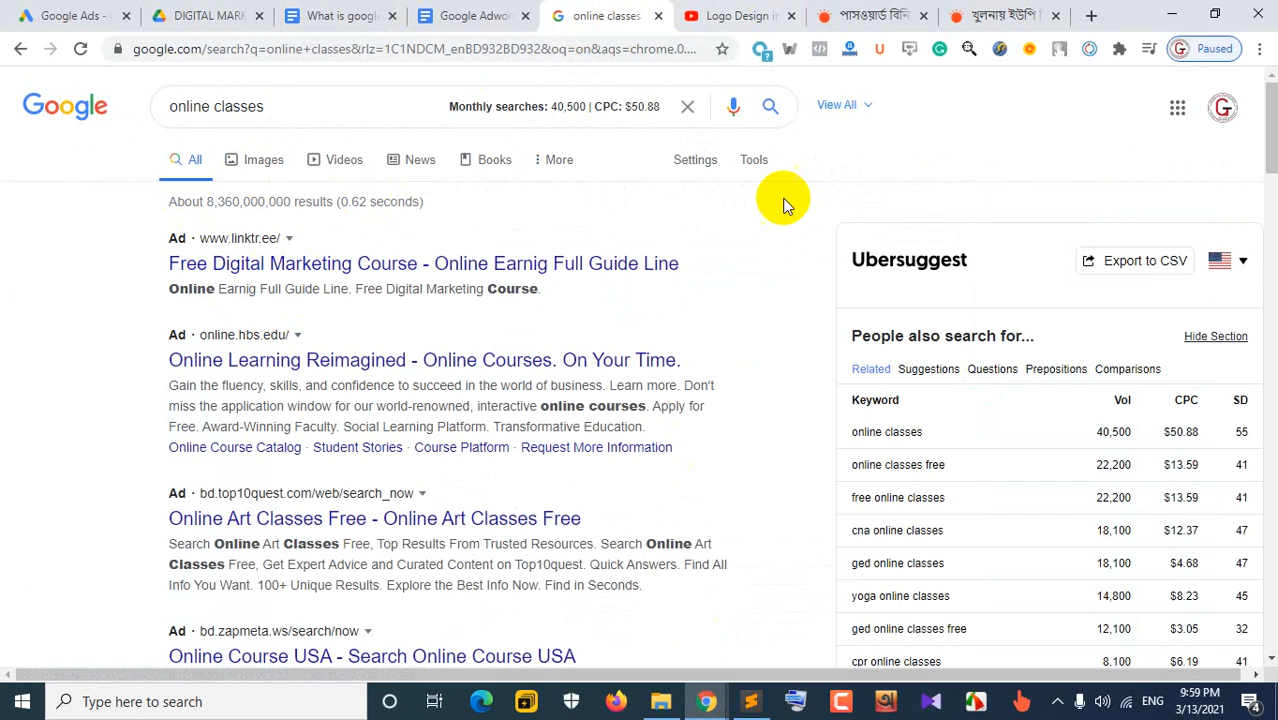 Google Ads -
DIGITAL MARK
What is google
Google Adwo
online classes
Logo Design in
পাসওয়ার্ড বিনি
খুলনায় ইউপি
google.com/search?q=online+classes&rlz=1C1NDCM_enBD932BD932&oq=on&aqs=chrome.0....
Paused
Google
online classes
Monthly searches: 40,500 | CPC: $50.88
View All
All
Images
Videos
News
Books
More
Settings
Tools
About 8,360,000,000 results (0.62 seconds)
Ad · www.linktr.ee/
Free Digital Marketing Course - Online Earnig Full Guide Line
Online Earnig Full Guide Line. Free Digital Marketing Course.
Ad · online.hbs.edu/
Online Learning Reimagined - Online Courses. On Your Time.
Gain the fluency, skills, and confidence to succeed in the world of business. Learn more. Don't
miss the application window for our world-renowned, interactive online courses. Apply for
Free. Award-Winning Faculty. Social Learning Platform. Transformative Education.
Online Course Catalog · Student Stories · Course Platform · Request More Information
Ad · bd.top10quest.com/web/search_now
Online Art Classes Free - Online Art Classes Free
Search Online Art Classes Free, Top Results From Trusted Resources. Search Online Art
Classes Free, Get Expert Advice and Curated Content on Top10quest. Quick Answers. Find All
Info You Want. 100+ Unique Results. Explore the Best Info Now. Find in Seconds.
Ad · bd.zapmeta.ws/search/now
Online Course USA - Search Online Course USA
Ubersuggest
Export to CSV
People also search for...
Hide Section
Related Suggestions Questions Prepositions Comparisons
Keyword Vol CPC SD
online classes 40,500 $50.88 55
online classes free 22,200 $13.59 41
free online classes 22,200 $13.59 41
cna online classes 18,100 $12.37 47
ged online classes 18,100 $4.68 47
yoga online classes 14,800 $8.23 45
ged online classes free 12,100 $3.05 32
cpr online classes 8,100 $6.19 41
Type here to search
ENG
9:59 PM
3/13/2021
4